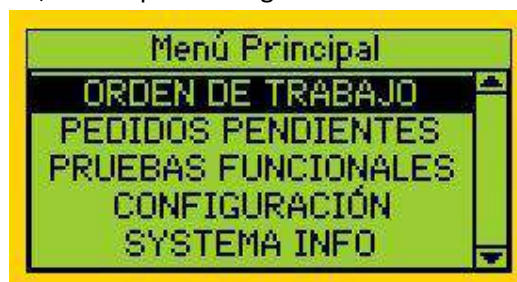 Menú Principal
ORDEN DE TRABAJO
PEDIDOS PENDIENTES
PRUEBAS FUNCIONALES
CONFIGURACIÓN
SYSTEMA INFO